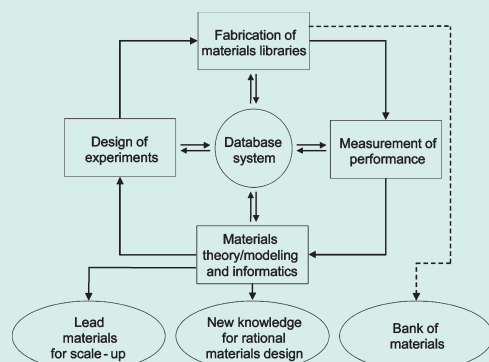 Fabrication of
materials libraries
Design of
experiments
Database
system
Measurement of
performance
Materials
theory/modeling
and informatics
Lead
materials
for scale-up
New knowledge
for rational
materials design
Bank of
materials